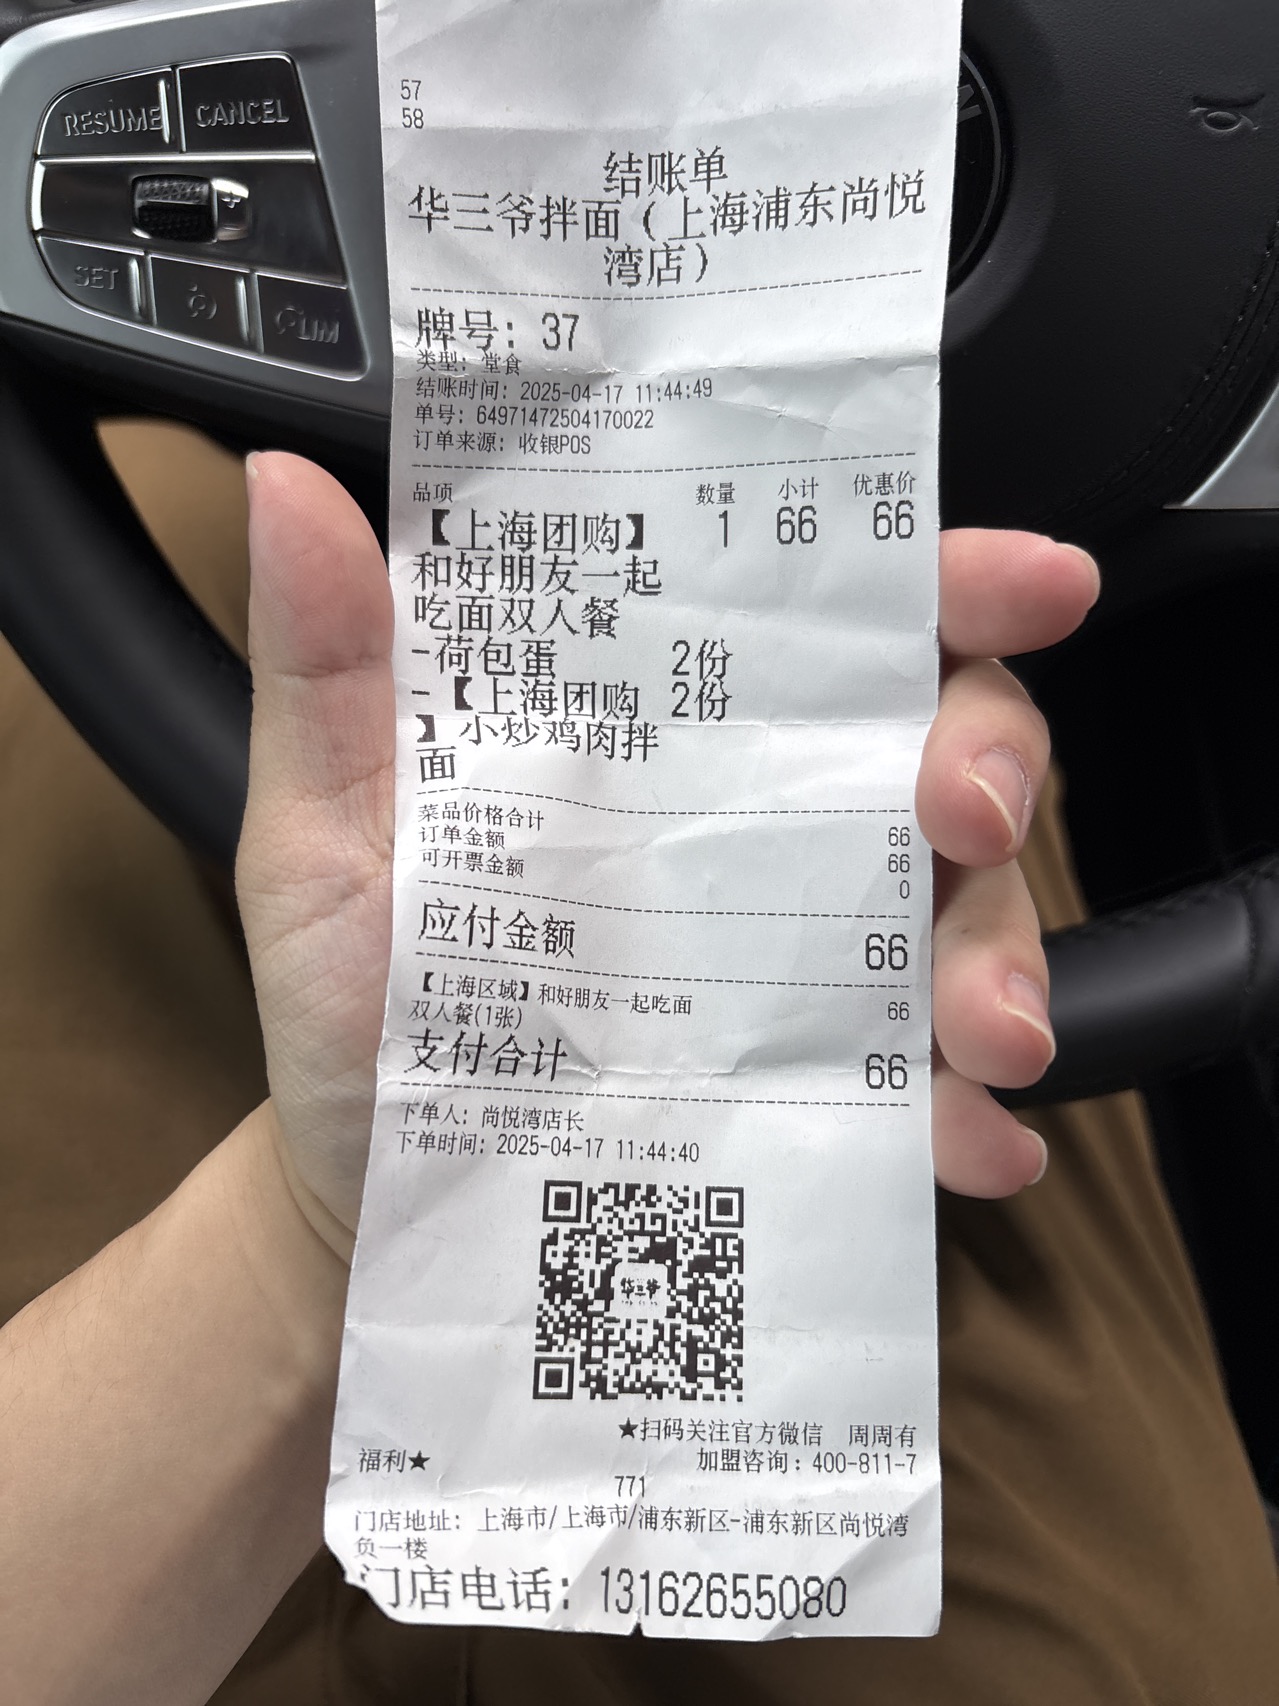 RESUME
CANCEL
SET
LIM
57
58
结账单
华三爷拌面（上海浦东尚悦
湾店）
牌号：37
类型：堂食
结账时间：2025-04-17 11:44:49
单号：64971472504170022
订单来源：收银POS
品项 数量 小计 优惠价
【上海团购】 1 66 66
和好朋友一起
吃面双人餐
-荷包蛋 2份
-【上海团购 2份
】小炒鸡肉拌
面
菜品价格合计 66
订单金额 66
可开票金额 0
应付金额 66
【上海区域】和好朋友一起吃面 66
双人餐(1张)
支付合计 66
下单人：尚悦湾店长
下单时间：2025-04-17 11:44:40
华三爷
★扫码关注官方微信 周周有
福利★ 加盟咨询：400-811-7
771
门店地址：上海市/上海市/浦东新区-浦东新区尚悦湾
负一楼
门店电话：13162655080